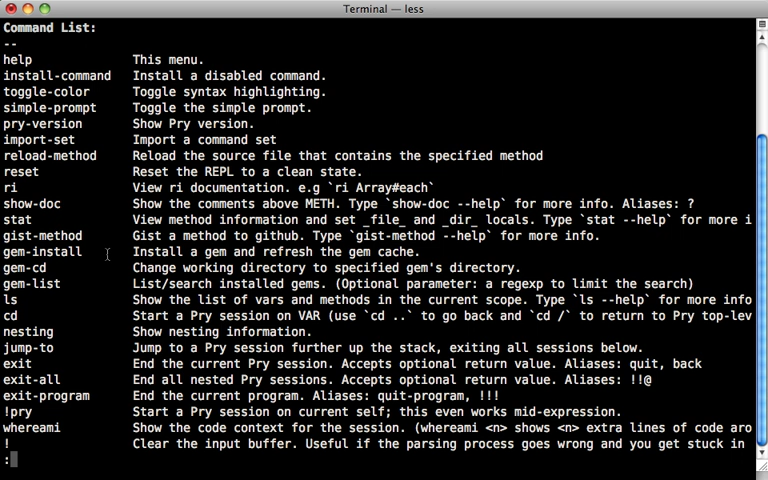 Terminal — less
Command List:
--
help This menu.
install-command Install a disabled command.
toggle-color Toggle syntax highlighting.
simple-prompt Toggle the simple prompt.
pry-version Show Pry version.
import-set Import a command set
reload-method Reload the source file that contains the specified method
reset Reset the REPL to a clean state.
ri View ri documentation. e.g `ri Array#each`
show-doc Show the comments above METH. Type `show-doc --help` for more info. Aliases: ?
stat View method information and set _file_ and _dir_ locals. Type `stat --help` for more i
gist-method Gist a method to github. Type `gist-method --help` for more info.
gem-install Install a gem and refresh the gem cache.
gem-cd Change working directory to specified gem's directory.
gem-list List/search installed gems. (Optional parameter: a regexp to limit the search)
ls Show the list of vars and methods in the current scope. Type `ls --help` for more info
cd Start a Pry session on VAR (use `cd ..` to go back and `cd /` to return to Pry top-lev
nesting Show nesting information.
jump-to Jump to a Pry session further up the stack, exiting all sessions below.
exit End the current Pry session. Accepts optional return value. Aliases: quit, back
exit-all End all nested Pry sessions. Accepts optional return value. Aliases: !!@
exit-program End the current program. Aliases: quit-program, !!!
!pry Start a Pry session on current self; this even works mid-expression.
whereami Show the code context for the session. (whereami <n> shows <n> extra lines of code aro
! Clear the input buffer. Useful if the parsing process goes wrong and you get stuck in
: